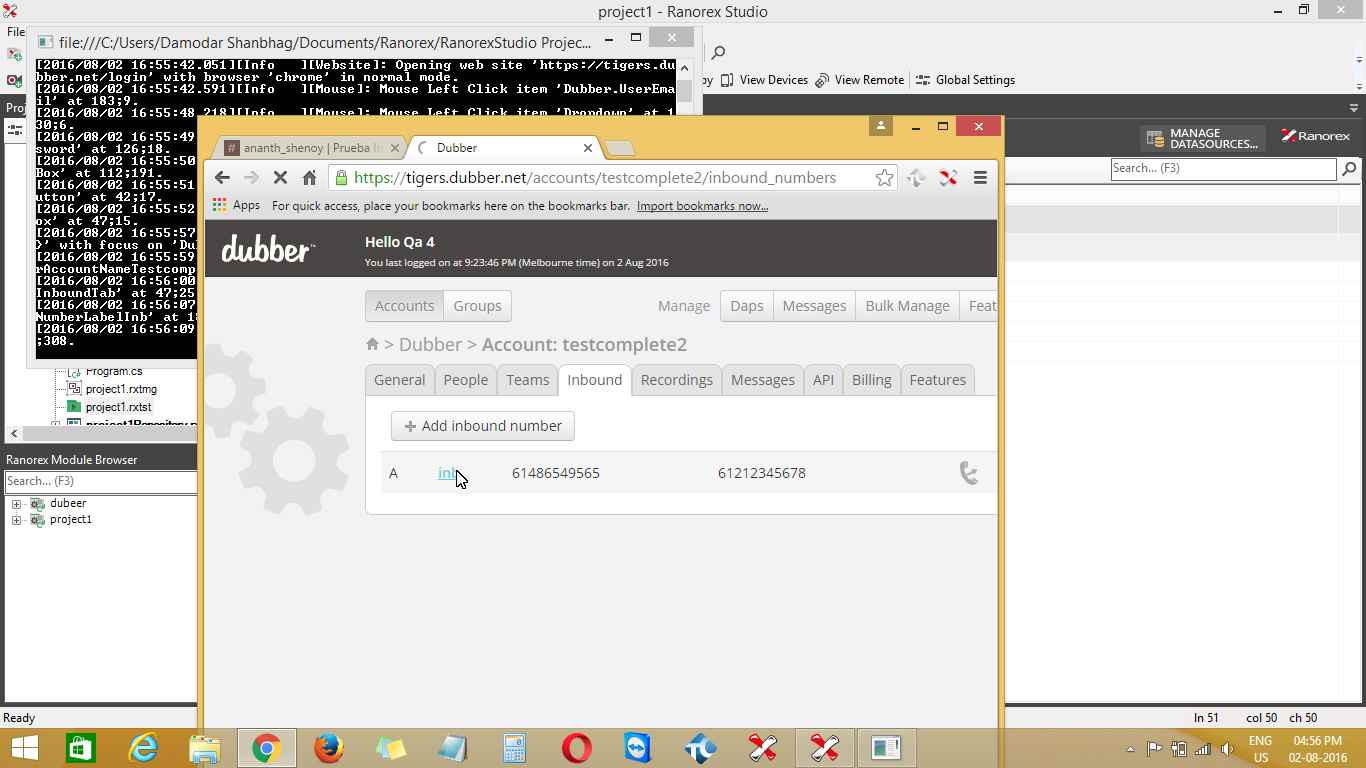 project1 - Ranorex Studio
File
file:///C:/Users/Damodar Shanbhag/Documents/Ranorex/RanorexStudio Projec...
View Devices
View Remote
Global Settings
[2016/08/02 16:55:42.051][Info ][Website]: Opening web site 'https://tigers.du
bber.net/login' with browser 'chrome' in normal mode.
[2016/08/02 16:55:42.591][Info ][Mouse]: Mouse Left Click item 'Dubber.UserEma
il' at 183;9.
[2016/08/02 16:55:48.218][Info ][Mouse]: Mouse Left Click item 'Dropdown' at 1
30;6.
[2016/08/02 16:55:49
sword' at 126;18.
[2016/08/02 16:55:50
Box' at 112;191.
[2016/08/02 16:55:51
utton' at 42;17.
[2016/08/02 16:55:52
ox' at 47;15.
[2016/08/02 16:55:57
}' with focus on 'Du
[2016/08/02 16:55:59
rAccountNameTestcomp
[2016/08/02 16:56:00
InboundTab' at 47;25
[2016/08/02 16:56:07
NumberLabelInb' at 1
[2016/08/02 16:56:09
;308.
Proj
MANAGE
DATASOURCES...
Ranorex
Search... (F3)
# ananth_shenoy | Prueba
Dubber
https://tigers.dubber.net/accounts/testcomplete2/inbound_numbers
Apps
For quick access, place your bookmarks here on the bookmarks bar.
Import bookmarks now...
dubber™
Hello Qa 4
You last logged on at 9:23:46 PM (Melbourne time) on 2 Aug 2016
Accounts
Groups
Manage
Daps
Messages
Bulk Manage
Feat
> Dubber > Account: testcomplete2
General
People
Teams
Inbound
Recordings
Messages
API
Billing
Features
+ Add inbound number
A
61486549565
61212345678
Program.cs
project1.rxtmg
project1.rxtst
Ranorex Module Browser
Search... (F3)
dubeer
project1
Ready
ln 51
col 50
ch 50
ENG
US
04:56 PM
02-08-2016